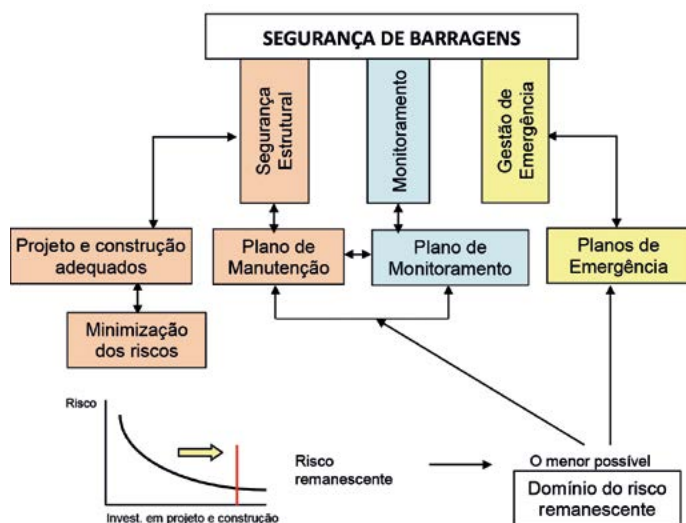 SEGURANÇA DE BARRAGENS
Segurança
Estrutural
Monitoramento
Gestão de
Emergência
Projeto e construção
adequados
Plano de
Manutenção
Plano de
Monitoramento
Planos de
Emergência
Minimização
dos riscos
Risco
Risco
remanescente
O menor possível
Domínio do risco
remanescente
Invest. em projeto e construção